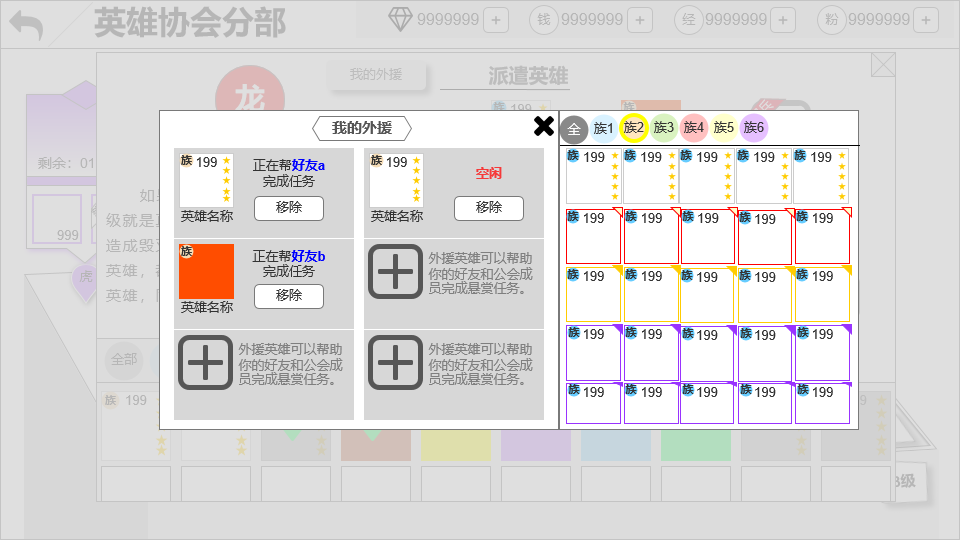 英雄协会分部
9999999 +
钱 9999999 +
经 9999999 +
粉 9999999 +
我的外援
派遣英雄
龙
族 199
剩余：01
999
虎
级就是
造成毁
英雄，
英雄，
全部
族 199
B级
我的外援
族 199
英雄名称
正在帮好友a
完成任务
移除
族 199
英雄名称
空闲
移除
族
英雄名称
正在帮好友b
完成任务
移除
外援英雄可以帮助
你的好友和公会成
员完成悬赏任务。
外援英雄可以帮助
你的好友和公会成
员完成悬赏任务。
外援英雄可以帮助
你的好友和公会成
员完成悬赏任务。
全 族1 族2 族3 族4 族5 族6
族 199 族 199 族 199 族 199 族 199
族 199 族 199 族 199 族 199 族 199
族 199 族 199 族 199 族 199 族 199
族 199 族 199 族 199 族 199 族 199
族 199 族 199 族 199 族 199 族 199